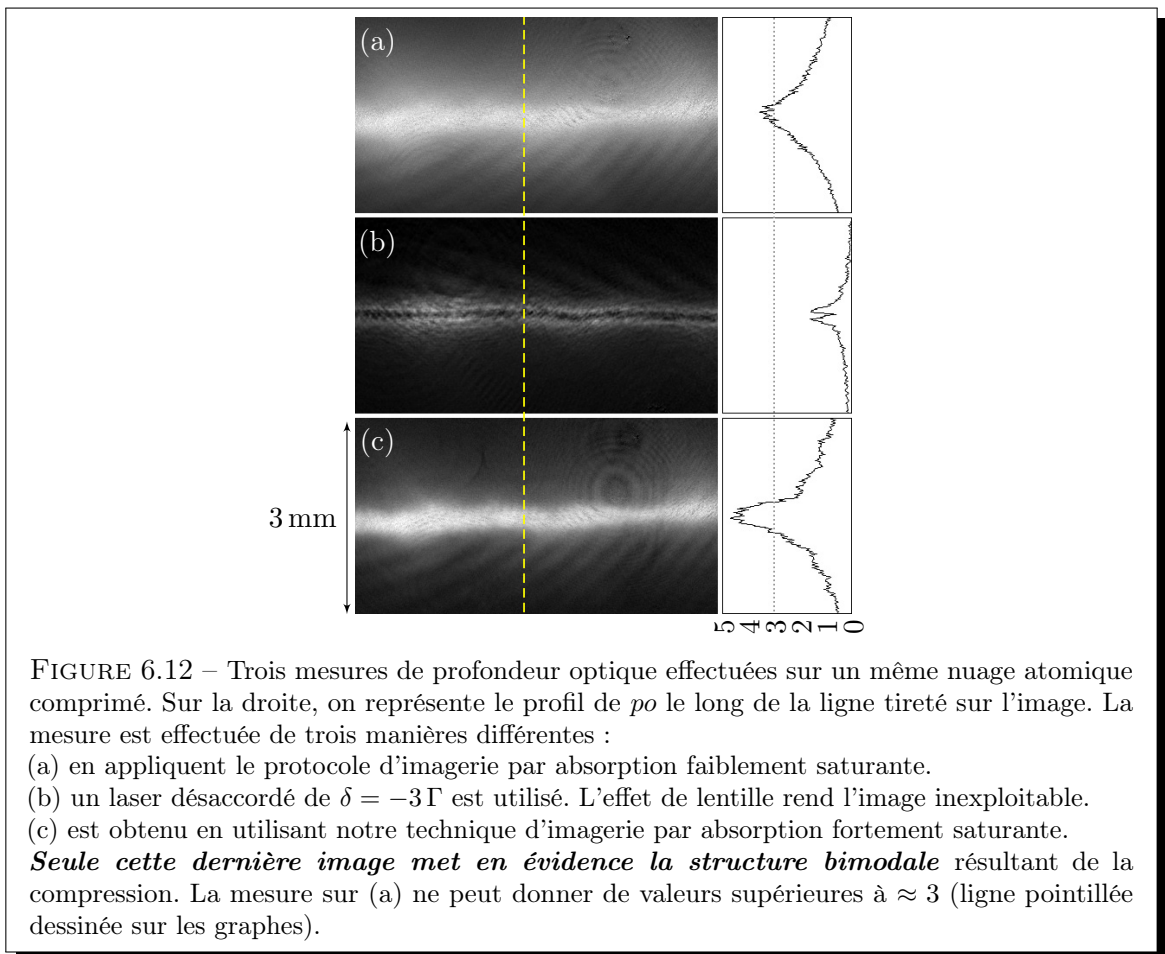 (a)
(b)
(c)
3 mm
5 4 3 2 1 0
FIGURE 6.12 – Trois mesures de profondeur optique effectuées sur un même nuage atomique
comprimé. Sur la droite, on représente le profil de po le long de la ligne tireté sur l'image. La
mesure est effectuée de trois manières différentes :
(a) en appliquent le protocole d'imagerie par absorption faiblement saturante.
(b) un laser désaccordé de δ = −3 Γ est utilisé. L'effet de lentille rend l'image inexploitable.
(c) est obtenu en utilisant notre technique d'imagerie par absorption fortement saturante.
Seule cette dernière image met en évidence la structure bimodale résultant de la
compression. La mesure sur (a) ne peut donner de valeurs supérieures à ≈ 3 (ligne pointillée
dessinée sur les graphes).